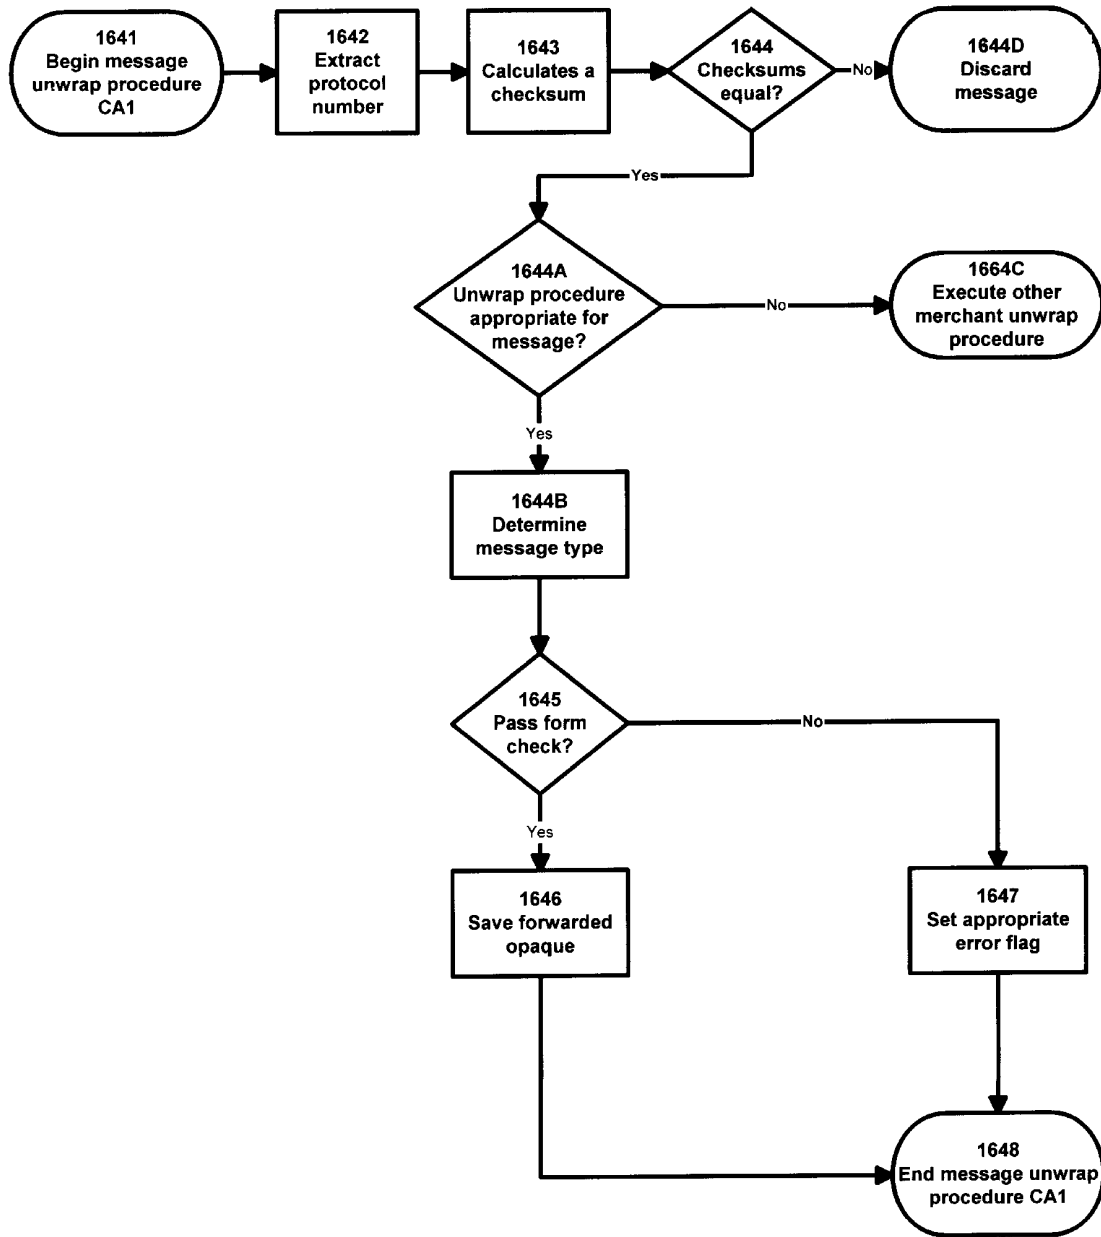 1641
Begin message
unwrap procedure
CA1
1642
Extract
protocol
number
1643
Calculates a
checksum
1644
Checksums
equal?
No
1644D
Discard
message
Yes
1644A
Unwrap procedure
appropriate for
message?
No
1664C
Execute other
merchant unwrap
procedure
Yes
1644B
Determine
message type
1645
Pass form
check?
No
Yes
1646
Save forwarded
opaque
1647
Set appropriate
error flag
1648
End message unwrap
procedure CA1